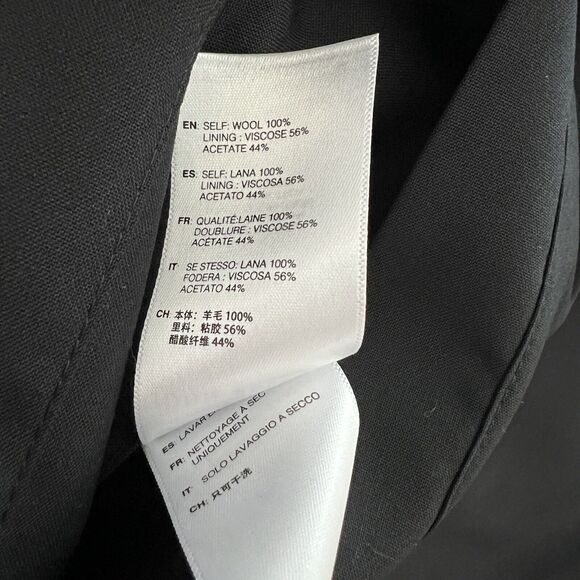 EN: SELF: WOOL 100%
LINING : VISCOSE 56%
ACETATE 44%
ES: SELF: LANA 100%
LINING : VISCOSA 56%
ACETATO 44%
FR: QUALITÉ:LAINE 100%
DOUBLURE : VISCOSE 56%
ACÉTATE 44%
IT: SE STESSO: LANA 100%
FODERA : VISCOSA 56%
ACETATO 44%
CH: 本体：羊毛 100%
里料：粘胶 56%
醋酸纤维 44%
ES: LAVAR
FR: NETTOYAGE A SEC
UNIQUEMENT
IT: SOLO LAVAGGIO A SECCO
CH: 只可干洗